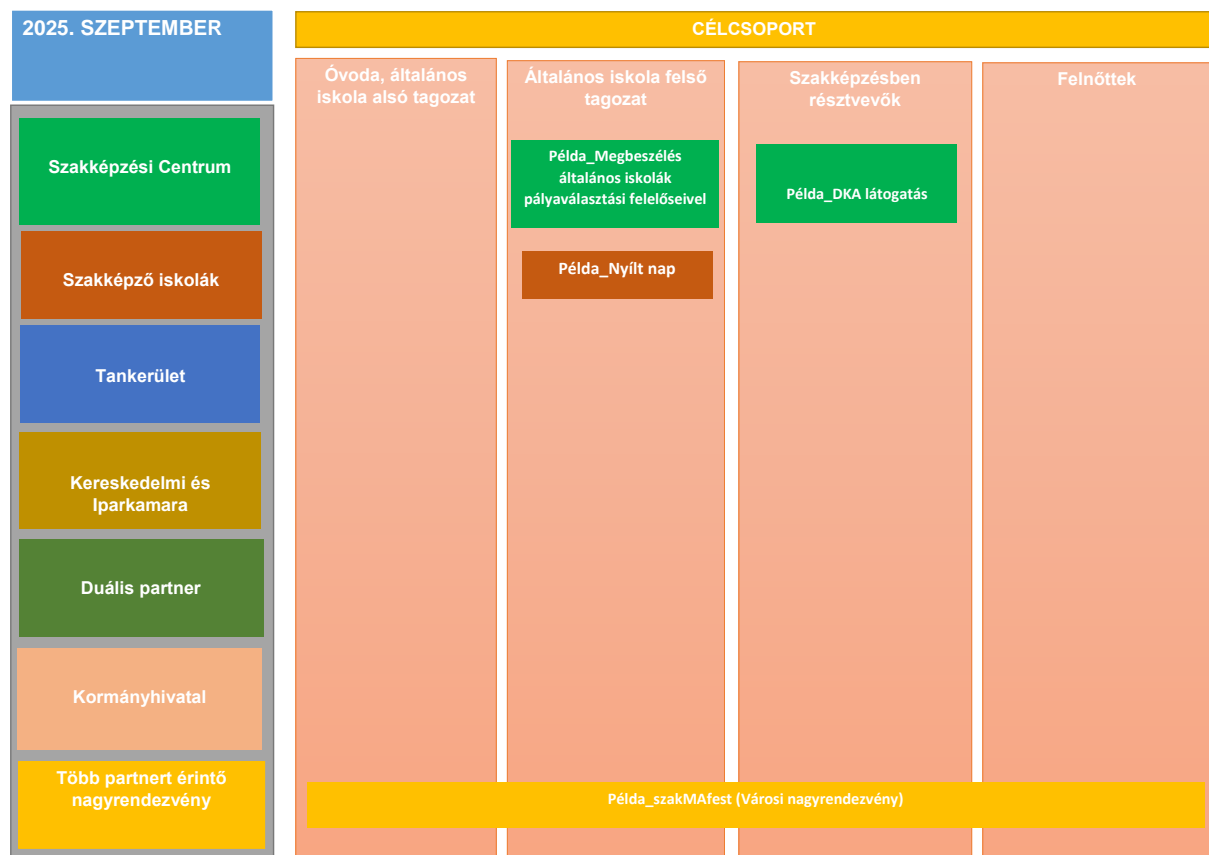 2025. SZEPTEMBER
CÉLCSOPORT
Óvoda, általános
iskola alsó tagozat
Általános iskola felső
tagozat
Szakképzésben
résztvevők
Felnőttek
Szakképzési Centrum
Példa_Megbeszélés
általános iskolák
pályaválasztási felelőseivel
Példa_DKA látogatás
Szakképző iskolák
Példa_Nyílt nap
Tankerület
Kereskedelmi és
Iparkamara
Duális partner
Kormányhivatal
Több partnert érintő
nagyrendezvény
Példa_szakMAfest (Városi nagyrendezvény)